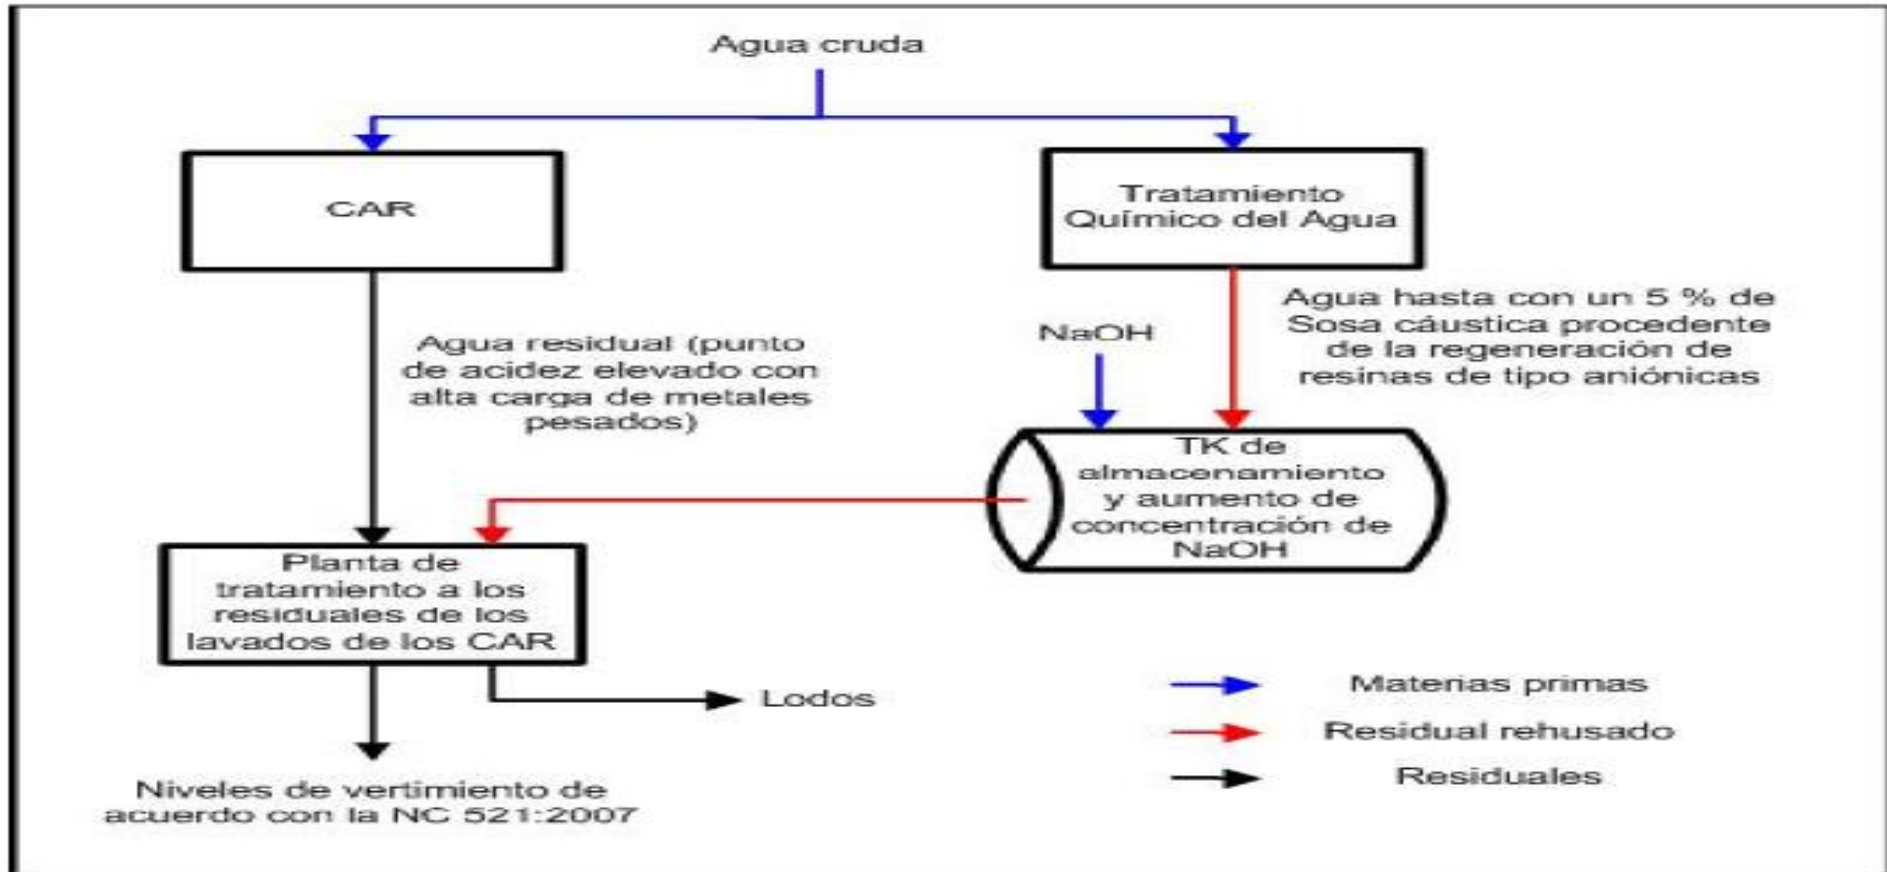 Agua cruda
CAR
Tratamiento
Químico del Agua
Agua residual (punto
de acidez elevado con
alta carga de metales
pesados)
NaOH
Agua hasta con un 5 % de
Sosa cáustica procedente
de la regeneración de
resinas de tipo aniónicas
TK de
almacenamiento
y aumento de
concentración de
NaOH
Planta de
tratamiento a los
residuales de los
lavados de los CAR
Lodos
Niveles de vertimiento de
acuerdo con la NC 521:2007
Materias primas
Residual rehusado
Residuales